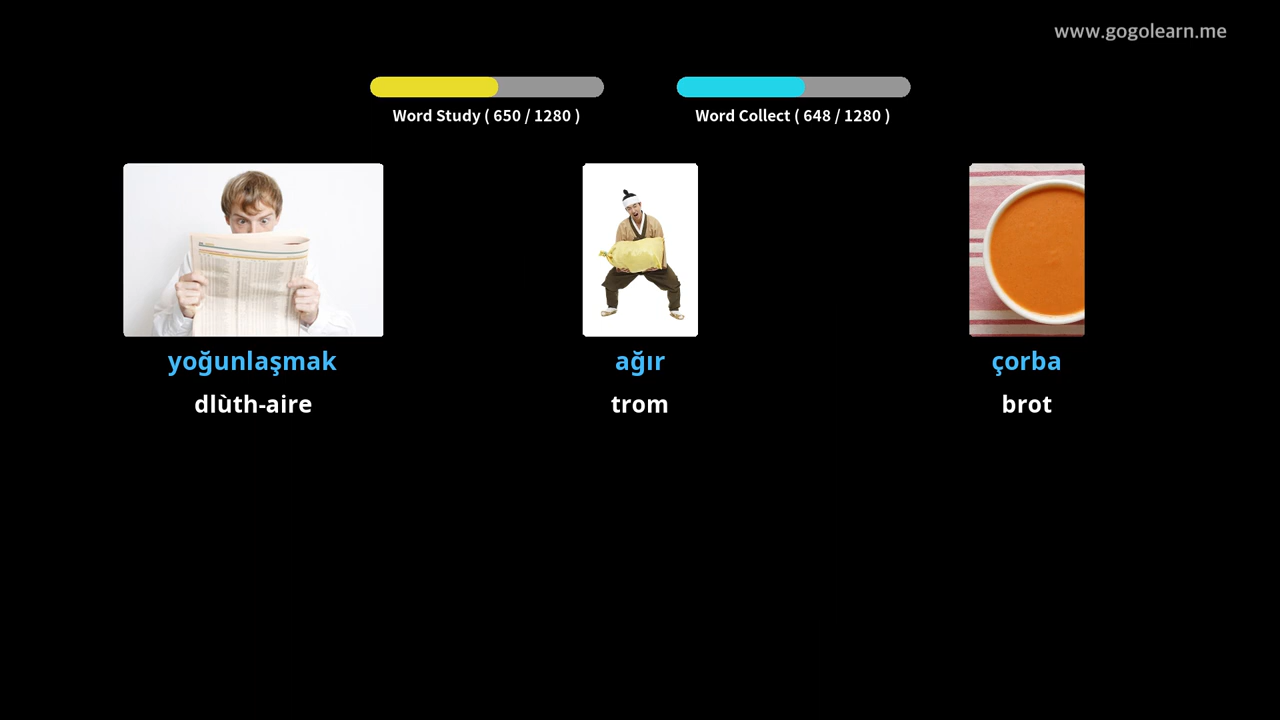 www.gogolearn.me
Word Study ( 650 / 1280 )
Word Collect ( 648 / 1280 )
yoğunlaşmak
ağır
çorba
dlùth-aire
trom
brot